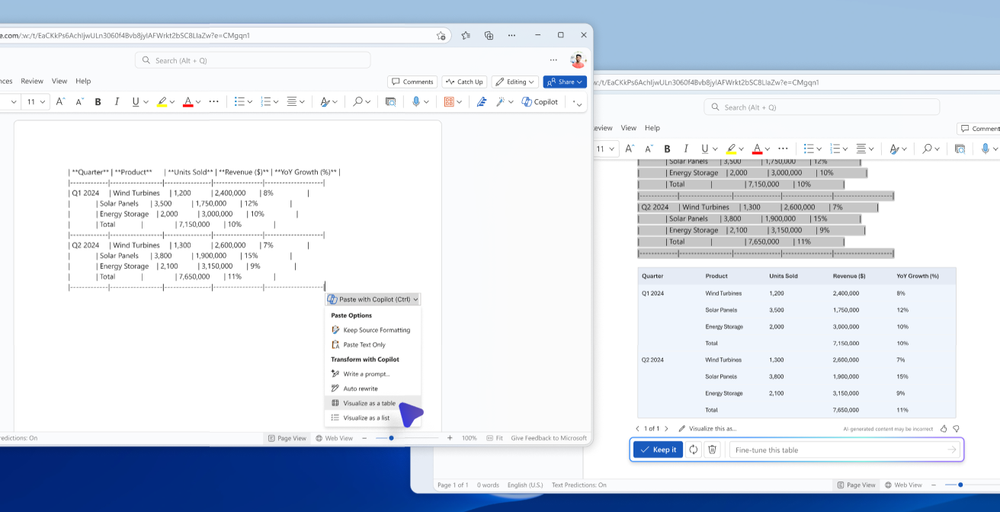 e.com/:w:/t/EaCKkPs6AchIjwULn3060f4Bvb8jylAFWrkt2bSC8LIaZw?e=CMgqn1
Search (Alt + Q)
nces Review View Help
Comments Catch Up Editing Share
11 A A B I U A Copilot
| **Quarter** | **Product** | **Units Sold** | **Revenue ($)** | **YoY Growth (%)** |
|--------------|-------------------|-----------------|------------------|---------------------|
| Q1 2024 | Wind Turbines | 1,200 | 2,400,000 | 8% |
| | Solar Panels | 3,500 | 1,750,000 | 12% |
| | Energy Storage | 2,000 | 3,000,000 | 10% |
| | Total | | 7,150,000 | 10% |
|--------------|-------------------|-----------------|------------------|---------------------|
| Q2 2024 | Wind Turbines | 1,300 | 2,600,000 | 7% |
| | Solar Panels | 3,800 | 1,900,000 | 15% |
| | Energy Storage | 2,100 | 3,150,000 | 9% |
| | Total | | 7,650,000 | 11% |
|--------------|-------------------|-----------------|------------------|---------------------|
Paste with Copilot (Ctrl)
Paste Options
Keep Source Formatting
Paste Text Only
Transform with Copilot
Write a prompt...
Auto rewrite
Visualize as a table
Visualize as a list
redictions: On Page View Web View − + 100% Fit Give Feedback to Microsoft
w:/t/EaCKkPs6AchIjwULn3060f4Bvb8jylAFWrkt2bSC8LIaZw?e=CMgqn1
Search (Alt + Q)
eview View Help
Comment
11 A A B I U A
| | Solar Panels | 3,500 | 1,750,000 | 12% |
| | Energy Storage | 2,000 | 3,000,000 | 10% |
| | Total | | 7,150,000 | 10% |
|--------------|-------------------|-----------------|------------------|---------------------|
| Q2 2024 | Wind Turbines | 1,300 | 2,600,000 | 7% |
| | Solar Panels | 3,800 | 1,900,000 | 15% |
| | Energy Storage | 2,100 | 3,150,000 | 9% |
| | Total | | 7,650,000 | 11% |
|--------------|-------------------|-----------------|------------------|---------------------|
Quarter Product Units Sold Revenue ($) YoY Growth (%)
Q1 2024 Wind Turbines 1,200 2,400,000 8%
Solar Panels 3,500 1,750,000 12%
Energy Storage 2,000 3,000,000 10%
Total 7,150,000 10%
Q2 2024 Wind Turbines 1,300 2,600,000 7%
Solar Panels 3,800 1,900,000 15%
Energy Storage 2,100 3,150,000 9%
Total 7,650,000 11%
1 of 1 Visualize this as... AI-generated content may be incorrect
Keep it Fine-tune this table
Page 1 of 1 0 words English (U.S.) Text Predictions: On Page View Web View −